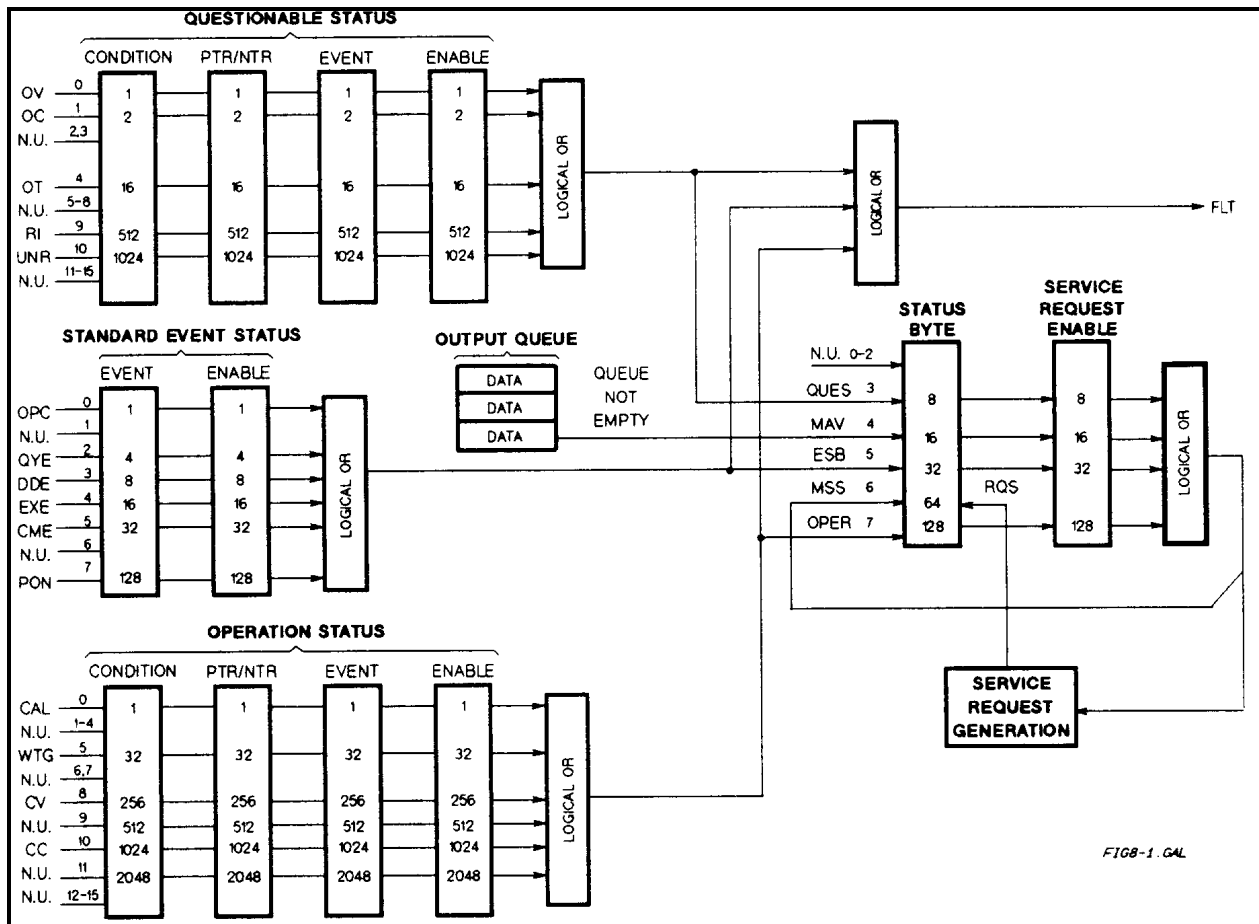 QUESTIONABLE STATUS
CONDITION PTR/NTR EVENT ENABLE
OV 0 1 1 1 1
OC 1 2 2 2 2
N.U. 2,3
OT 4 16 16 16 16
N.U. 5-8
RI 9 512 512 512 512
UNR 10 1024 1024 1024 1024
N.U. 11-15
LOGICAL OR
LOGICAL OR
FLT
STANDARD EVENT STATUS
EVENT ENABLE
OPC 0 1 1
N.U. 1
QYE 2 4 4
DDE 3 8 8
EXE 4 16 16
CME 5 32 32
N.U. 6
PON 7 128 128
LOGICAL OR
OUTPUT QUEUE
DATA
DATA
DATA
QUEUE
NOT
EMPTY
STATUS
BYTE
SERVICE
REQUEST
ENABLE
N.U. 0-2
QUES 3 8 8
MAV 4 16 16
ESB 5 32 32
MSS 6 64 RQS
OPER 7 128 128
LOGICAL OR
SERVICE
REQUEST
GENERATION
OPERATION STATUS
CONDITION PTR/NTR EVENT ENABLE
CAL 0 1 1 1 1
N.U. 1-4
WTG 5 32 32 32 32
N.U. 6,7
CV 8 256 256 256 256
N.U. 9 512 512 512 512
CC 10 1024 1024 1024 1024
N.U. 11 2048 2048 2048 2048
N.U. 12-15
LOGICAL OR
FIG8-1.GAL